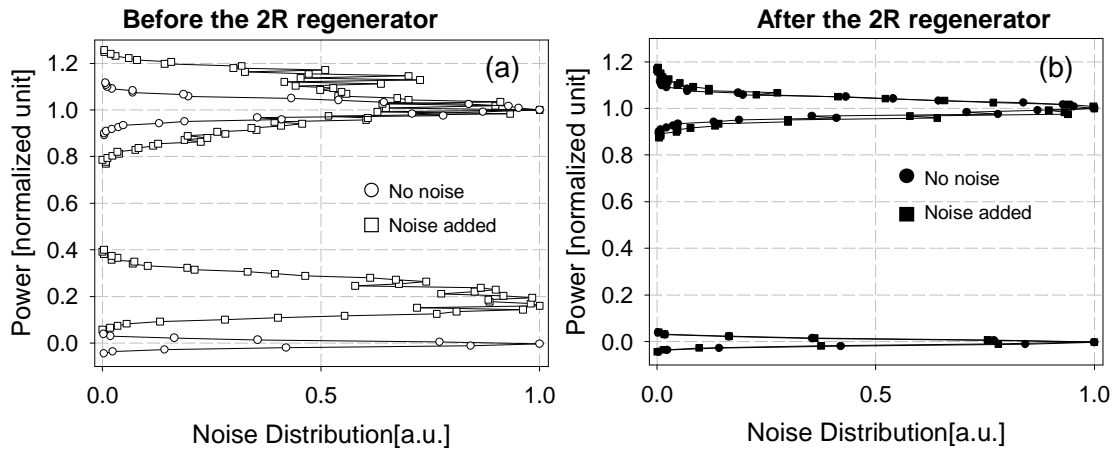 Before the 2R regenerator
(a)
Power [normalized unit]
1.2
1.0
0.8
0.6
0.4
0.2
0.0
No noise
Noise added
0.0
0.5
1.0
Noise Distribution[a.u.]
After the 2R regenerator
(b)
Power [normalized unit]
1.2
1.0
0.8
0.6
0.4
0.2
0.0
No noise
Noise added
0.0
0.5
1.0
Noise Distribution[a.u.]